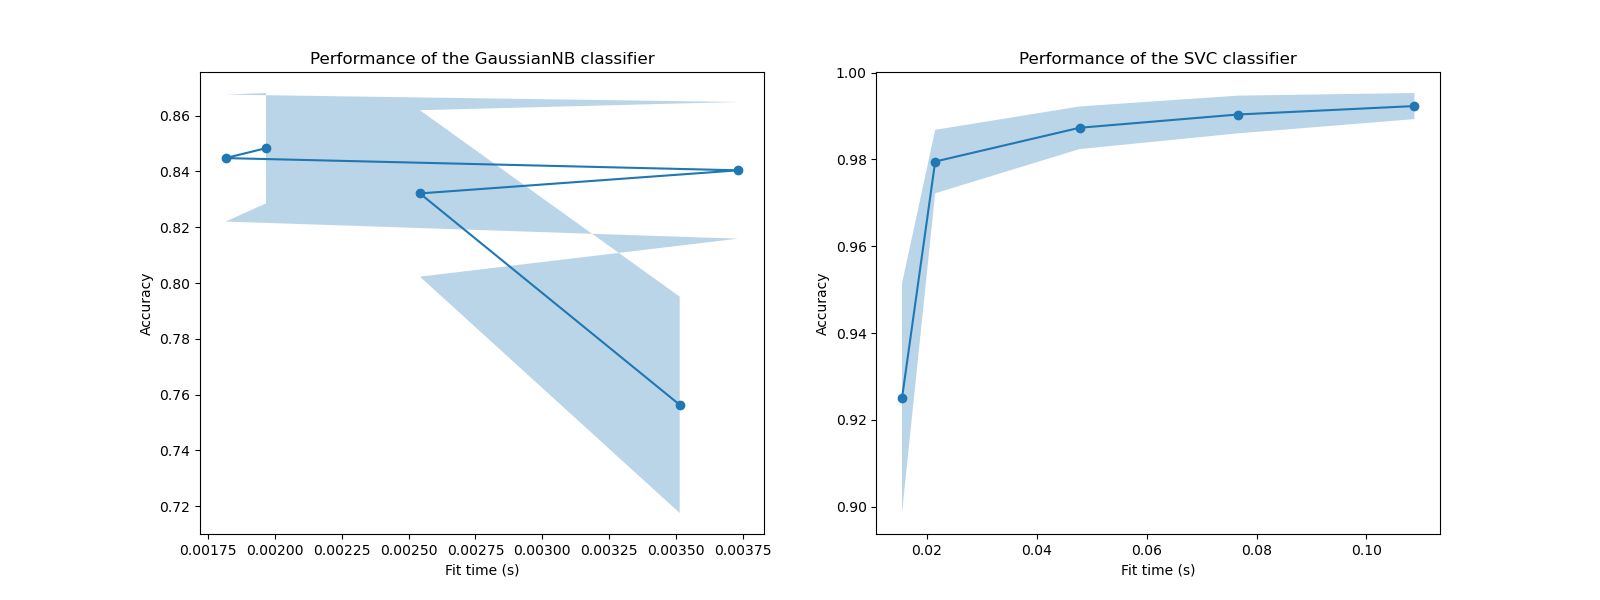 Performance of the GaussianNB classifier
Accuracy
0.86
0.84
0.82
0.80
0.78
0.76
0.74
0.72
0.00175 0.00200 0.00225 0.00250 0.00275 0.00300 0.00325 0.00350 0.00375
Fit time (s)
Performance of the SVC classifier
Accuracy
1.00
0.98
0.96
0.94
0.92
0.90
0.02 0.04 0.06 0.08 0.10
Fit time (s)